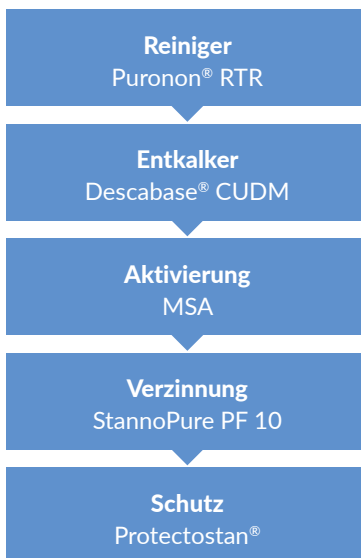 Reiniger
Puronon® RTR
Entkalker
Descabase® CUDM
Aktivierung
MSA
Verzinnung
StannoPure PF 10
Schutz
Protectostan®